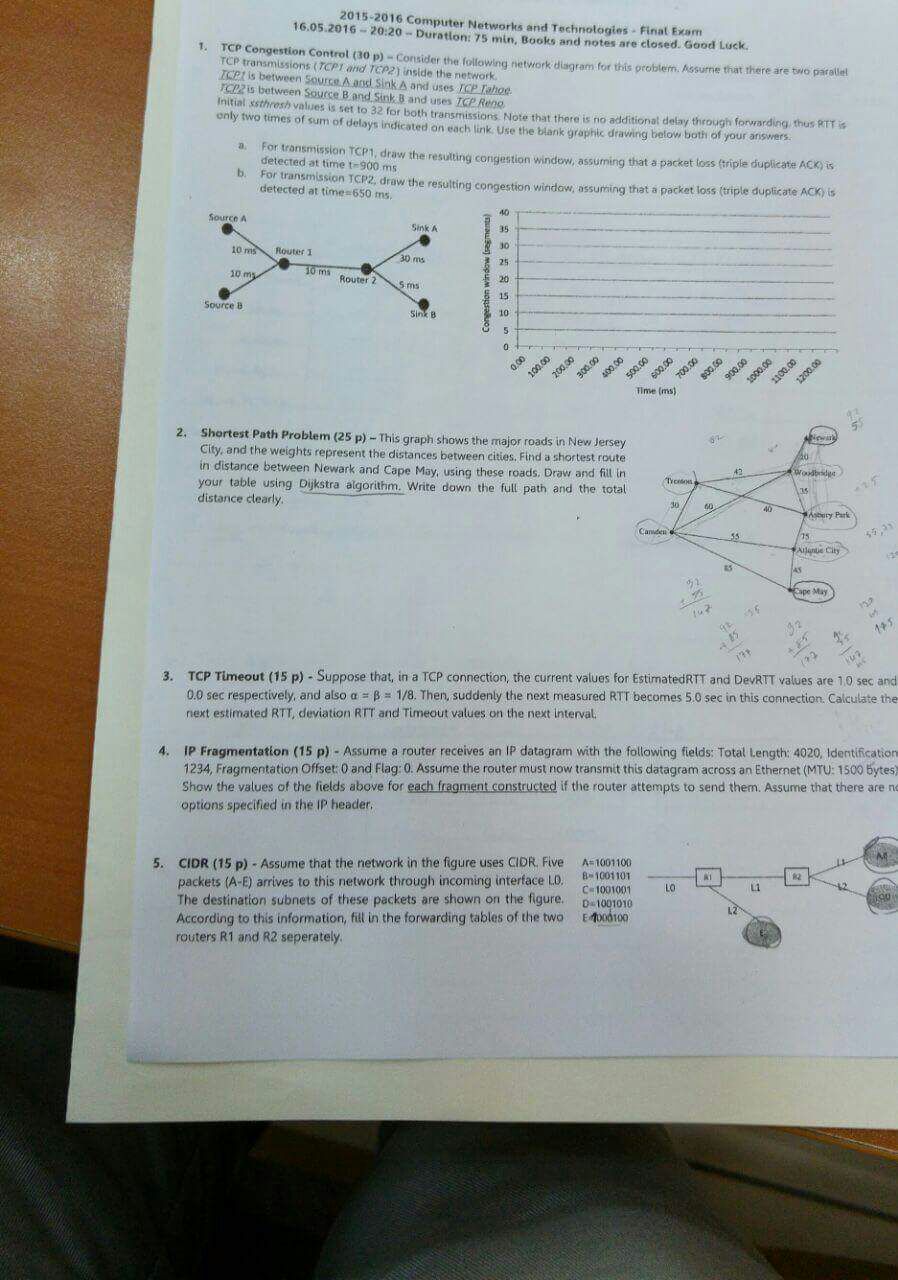 2015-2016 Computer Networks and Technologies - Final Exam
16.05.2016 – 20:20 – Duration: 75 min, Books and notes are closed. Good Luck.
1. TCP Congestion Control (30 p) – Consider the following network diagram for this problem. Assume that there are two parallel
TCP transmissions (TCP1 and TCP2) inside the network.
TCP1 is between Source A and Sink A and uses TCP Tahoe.
TCP2 is between Source B and Sink B and uses TCP Reno.
Initial ssthresh values is set to 32 for both transmissions. Note that there is no additional delay through forwarding, thus RTT is
only two times of sum of delays indicated on each link. Use the blank graphic drawing below both of your answers.
a. For transmission TCP1, draw the resulting congestion window, assuming that a packet loss (triple duplicate ACK) is
detected at time t=900 ms
b. For transmission TCP2, draw the resulting congestion window, assuming that a packet loss (triple duplicate ACK) is
detected at time=650 ms.
Source A
Sink A
10 ms
Router 1
30 ms
10 ms
10 ms
Router 2
5 ms
Source B
Sink B
Congestion window (segments)
40
35
30
25
20
15
10
5
0
0.00 100.00 200.00 300.00 400.00 500.00 600.00 700.00 800.00 900.00 1000.00 1100.00 1200.00
Time (ms)
2. Shortest Path Problem (25 p) – This graph shows the major roads in New Jersey
City, and the weights represent the distances between cities. Find a shortest route
in distance between Newark and Cape May, using these roads. Draw and fill in
your table using Dijkstra algorithm. Write down the full path and the total
distance clearly.
Newark
20
Woodbridge
42
Trenton
35
30
60
40
Asbury Park
Camden
55
75
Atlantic City
85
45
Cape May
3. TCP Timeout (15 p) - Suppose that, in a TCP connection, the current values for EstimatedRTT and DevRTT values are 1.0 sec and
0.0 sec respectively, and also α = β = 1/8. Then, suddenly the next measured RTT becomes 5.0 sec in this connection. Calculate the
next estimated RTT, deviation RTT and Timeout values on the next interval.
4. IP Fragmentation (15 p) - Assume a router receives an IP datagram with the following fields: Total Length: 4020, Identification
1234, Fragmentation Offset: 0 and Flag: 0. Assume the router must now transmit this datagram across an Ethernet (MTU: 1500 bytes)
Show the values of the fields above for each fragment constructed if the router attempts to send them. Assume that there are no
options specified in the IP header.
5. CIDR (15 p) - Assume that the network in the figure uses CIDR. Five
packets (A-E) arrives to this network through incoming interface L0.
The destination subnets of these packets are shown on the figure.
According to this information, fill in the forwarding tables of the two
routers R1 and R2 seperately.
A=1001100
B=1001101
C=1001001
D=1001010
E=1000100
L0
R1
L1
R2
L1
L2
L2
E